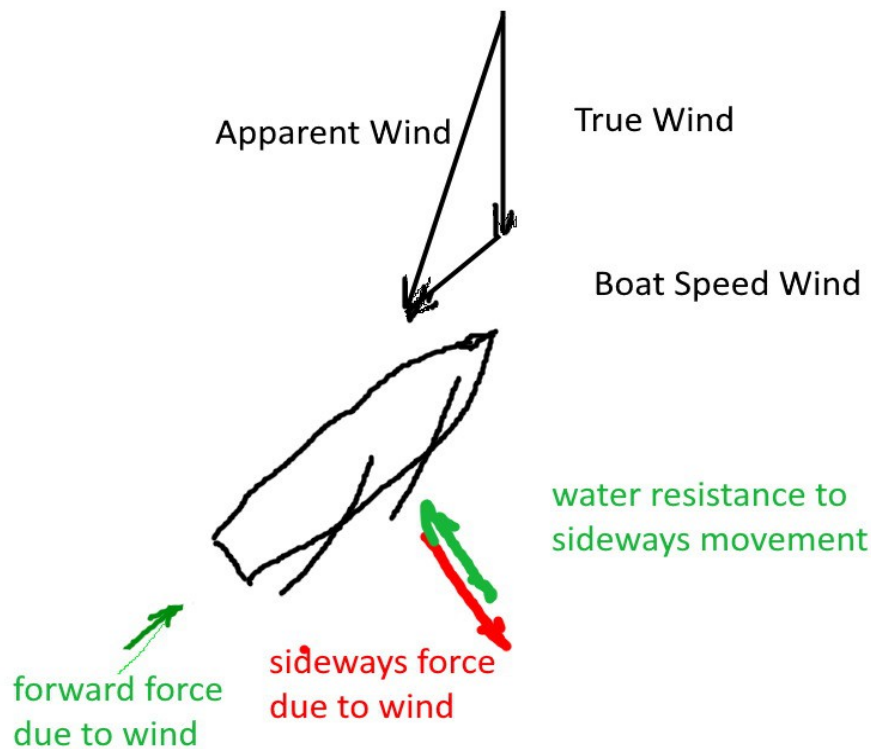 Apparent Wind
True Wind
Boat Speed Wind
water resistance to
sideways movement
forward force
due to wind
sideways force
due to wind